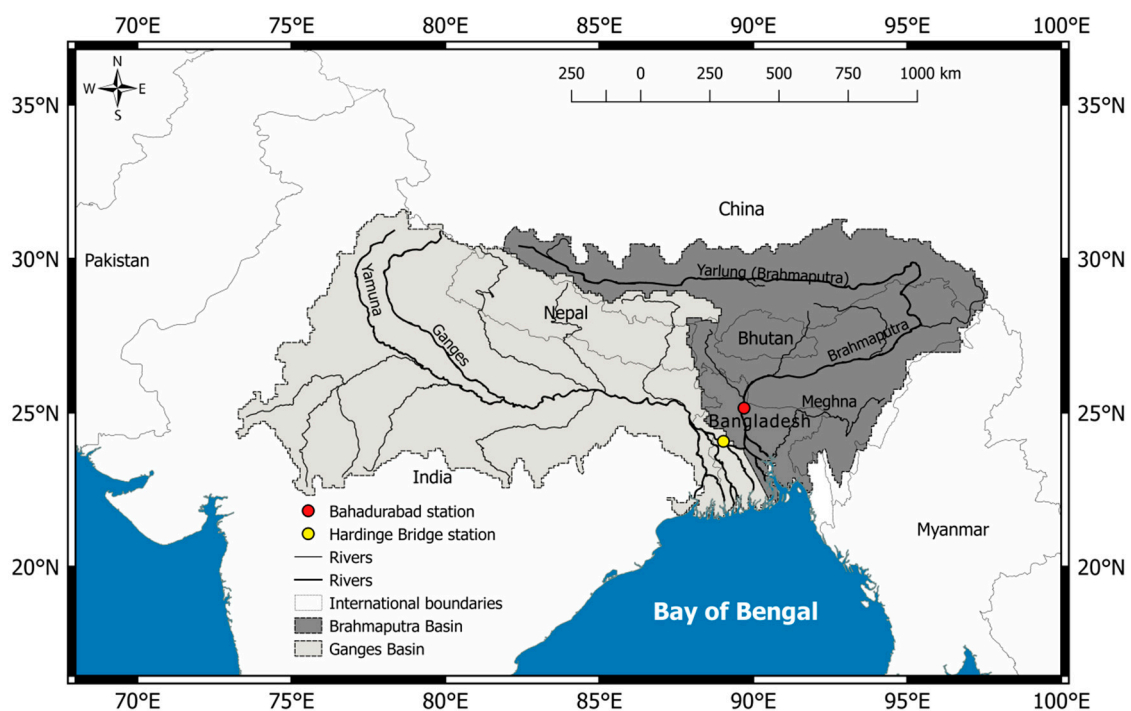 70°E 75°E 80°E 85°E 90°E 95°E 100°E
N
W E
S
250 0 250 500 750 1000 km
35°N 35°N
China
30°N 30°N
Pakistan
Yarlung (Brahmaputra)
Yamuna
Nepal
Ganges
Bhutan
Brahmaputra
Meghna
25°N 25°N
Bangladesh
India
Bahadurabad station
Hardinge Bridge station
Myanmar
Rivers
20°N 20°N
Rivers
International boundaries
Bay of Bengal
Brahmaputra Basin
Ganges Basin
70°E 75°E 80°E 85°E 90°E 95°E 100°E